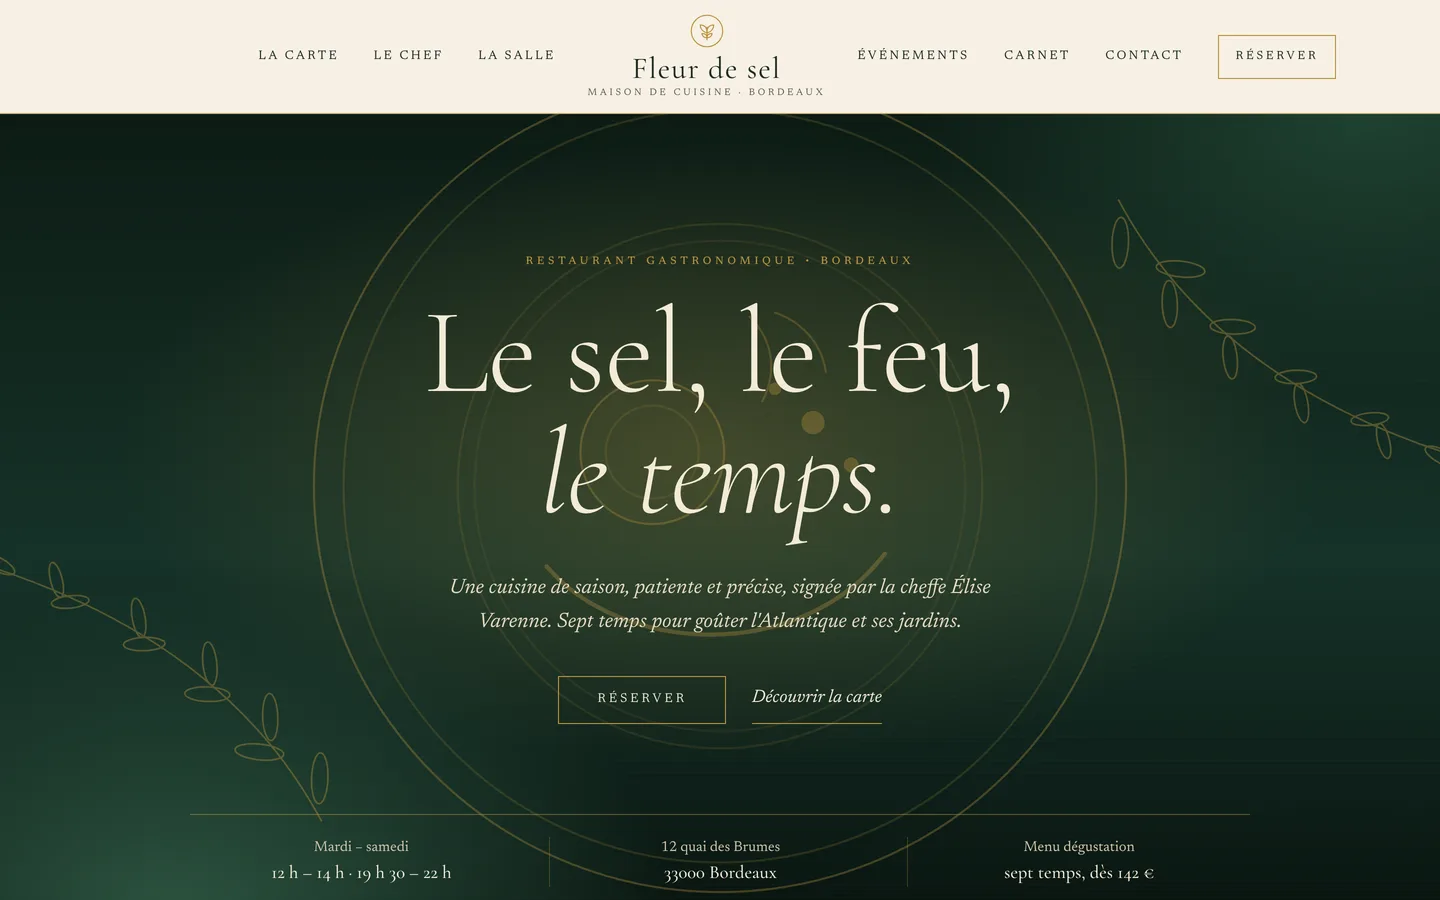 LA CARTE
LE CHEF
LA SALLE
Fleur de sel
MAISON DE CUISINE · BORDEAUX
ÉVÉNEMENTS
CARNET
CONTACT
RÉSERVER
RESTAURANT GASTRONOMIQUE · BORDEAUX
Le sel, le feu,
le temps.
Une cuisine de saison, patiente et précise, signée par la cheffe Élise
Varenne. Sept temps pour goûter l'Atlantique et ses jardins.
RÉSERVER
Découvrir la carte
Mardi – samedi
12 h – 14 h · 19 h 30 – 22 h
12 quai des Brumes
33000 Bordeaux
Menu dégustation
sept temps, dès 142 €